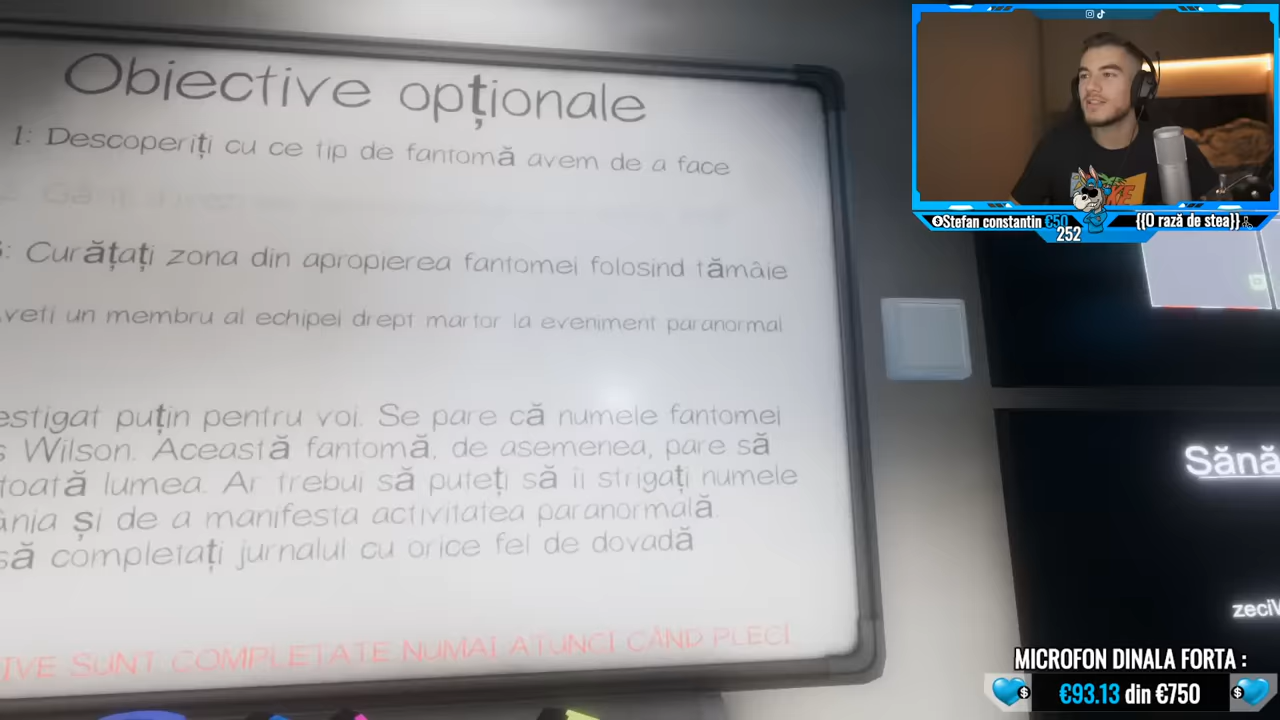 Obiective opționale
1: Descoperiți cu ce tip de fantomă avem de a face
: Curățați zona din apropierea fantomei folosind tămâie
veti un membru al echipei drept martor la eveniment paranormal
estigat puțin pentru voi. Se pare că numele fantomei
s Wilson. Această fantomă, de asemenea, pare să
toată lumea. Ar trebui să puteți să îi strigați numele
ânia și de a manifesta activitatea paranormală.
să completați jurnalul cu orice fel de dovadă
IVE SUNT COMPLETATE NUMAI ATUNCI CÂND PLECI
Stefan constantin €50
252
{{O rază de stea}}
Sănă
zeci
MICROFON DINALA FORTA :
€93.13 din €750